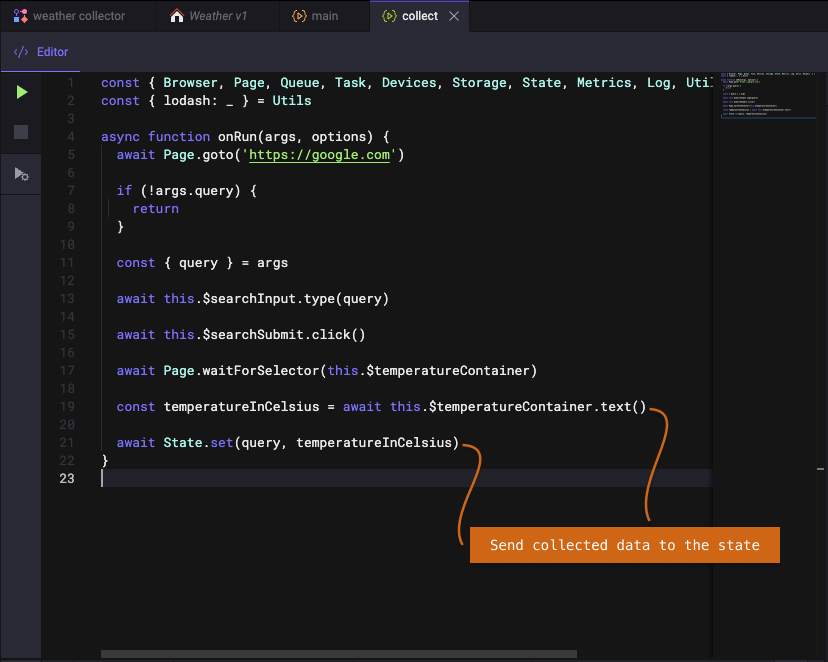 weather collector
Weather v1
main
collect
</> Editor
1 const { Browser, Page, Queue, Task, Devices, Storage, State, Metrics, Log, Util
2 const { lodash: _ } = Utils
3
4 async function onRun(args, options) {
5 await Page.goto('https://google.com')
6
7 if (!args.query) {
8 return
9 }
10
11 const { query } = args
12
13 await this.$searchInput.type(query)
14
15 await this.$searchSubmit.click()
16
17 await Page.waitForSelector(this.$temperatureContainer)
18
19 const temperatureInCelsius = await this.$temperatureContainer.text()
20
21 await State.set(query, temperatureInCelsius)
22 }
23
Send collected data to the state